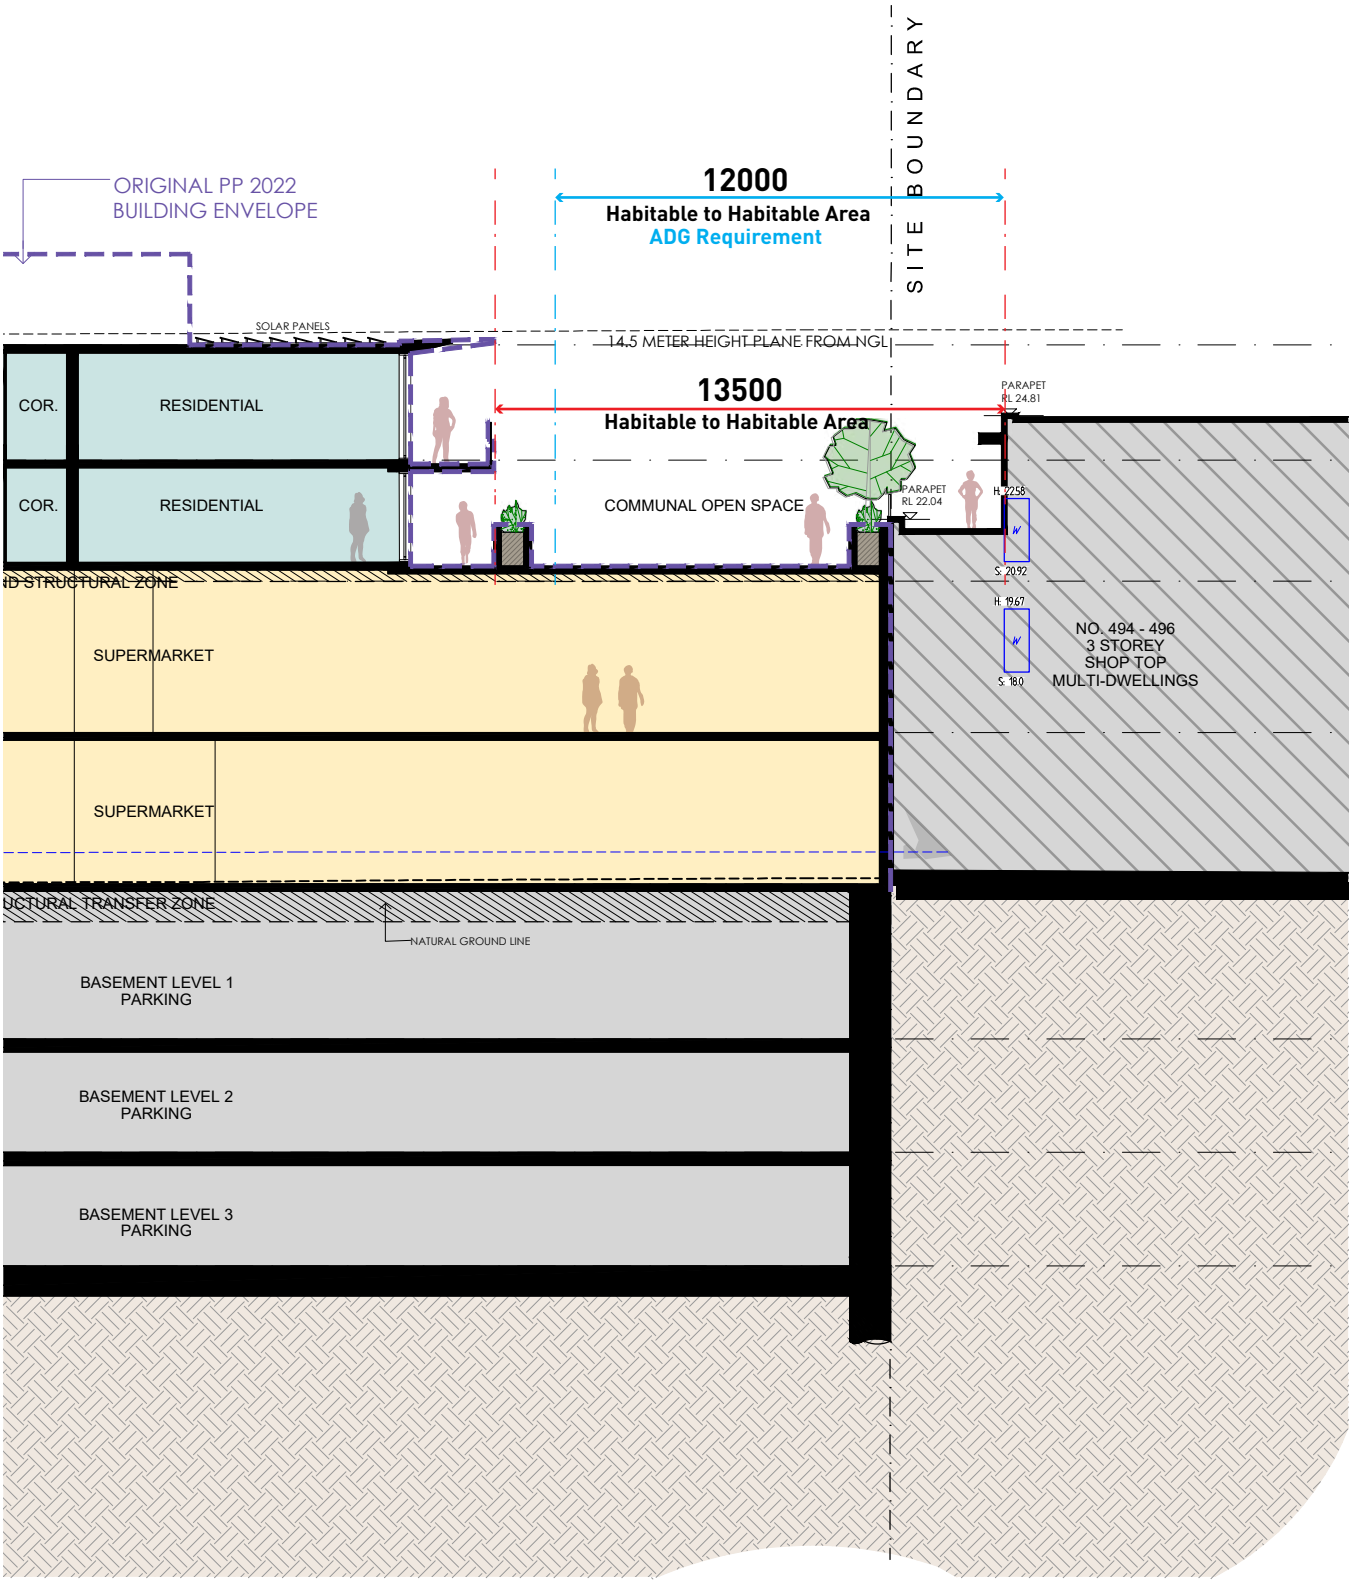 SITE BOUNDARY
ORIGINAL PP 2022
BUILDING ENVELOPE
12000
Habitable to Habitable Area
ADG Requirement
SOLAR PANELS
14.5 METER HEIGHT PLANE FROM NGL
13500
Habitable to Habitable Area
PARAPET
RL 24.81
COR.
RESIDENTIAL
COR.
RESIDENTIAL
COMMUNAL OPEN SPACE
PARAPET
RL 22.04
H: 22.58
W
S: 20.92
ND STRUCTURAL ZONE
H: 19.67
W
S: 18.0
SUPERMARKET
NO. 494 - 496
3 STOREY
SHOP TOP
MULTI-DWELLINGS
SUPERMARKET
UCTURAL TRANSFER ZONE
NATURAL GROUND LINE
BASEMENT LEVEL 1
PARKING
BASEMENT LEVEL 2
PARKING
BASEMENT LEVEL 3
PARKING